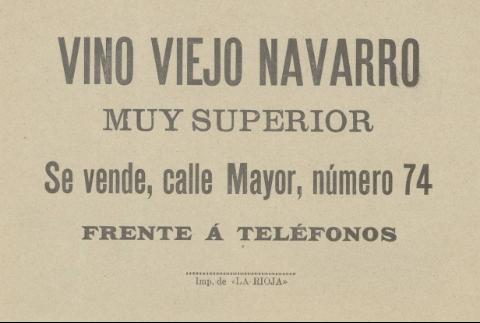 VINO VIEJO NAVARRO
MUY SUPERIOR
Se vende, calle Mayor, número 74
FRENTE Á TELÉFONOS
Imp. de «LA RIOJA»